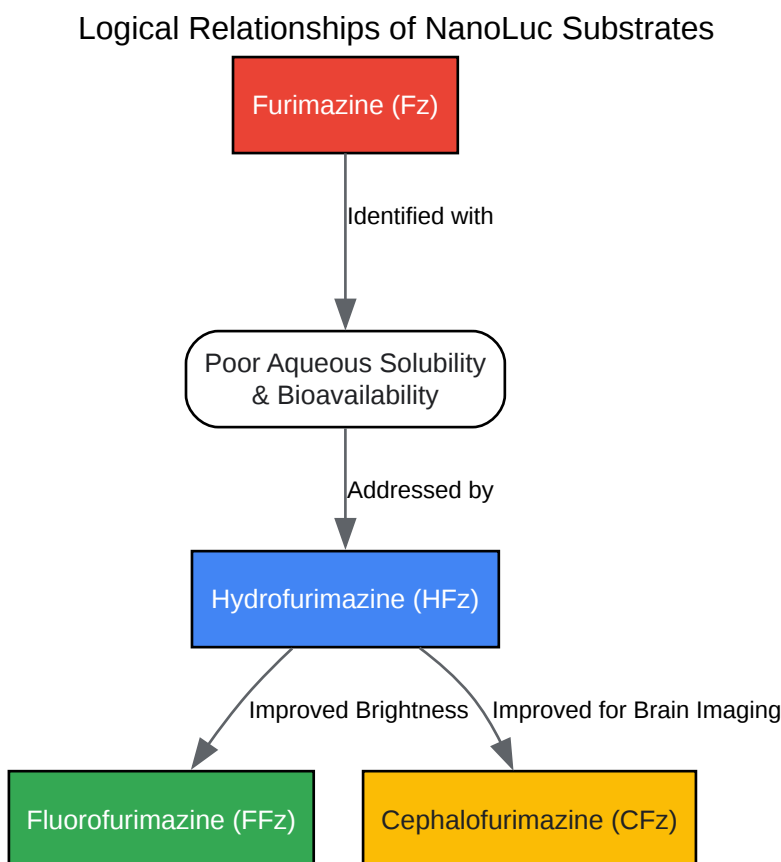 Logical Relationships of NanoLuc Substrates
Furimazine (Fz)
Identified with
Poor Aqueous Solubility
& Bioavailability
Addressed by
Hydrofurimazine (HFz)
Improved Brightness
Improved for Brain Imaging
Fluorofurimazine (FFz)
Cephalofurimazine (CFz)